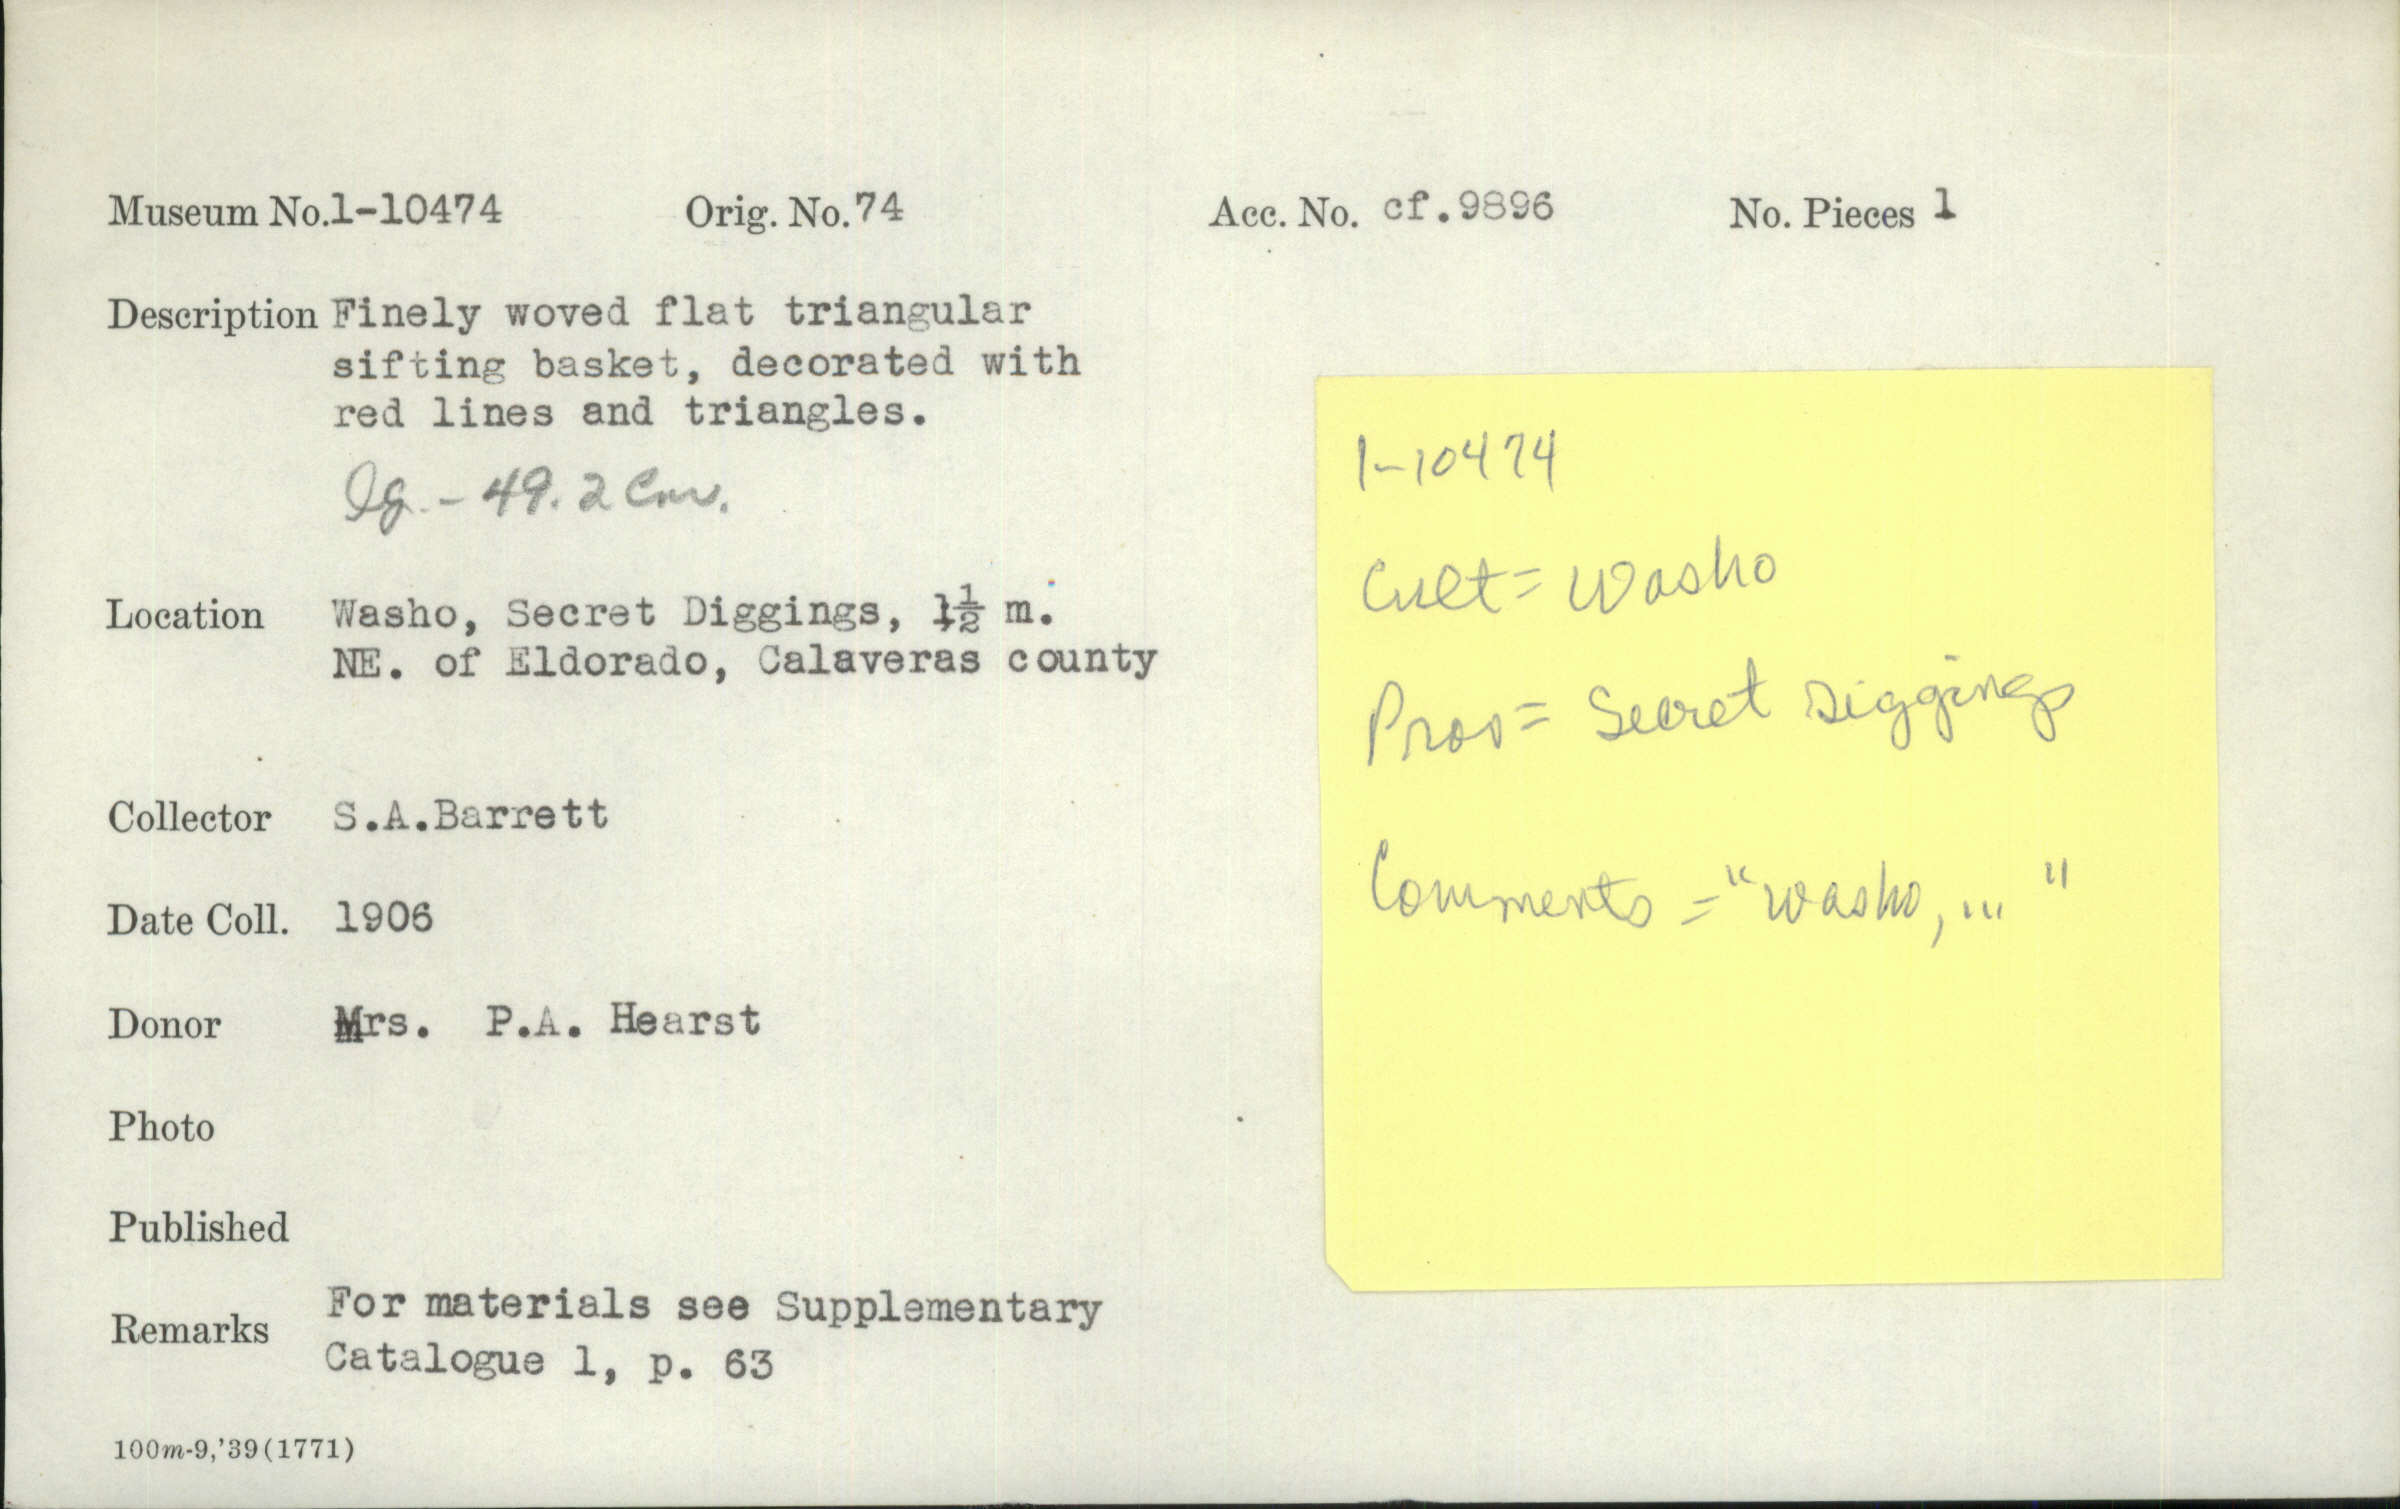 Museum No. 1-10474 Orig. No. 74 Acc. No. cf.9896 No. Pieces 1
Description Finely woved flat triangular
sifting basket, decorated with
red lines and triangles.
lg. - 49.2 cm.
Location Washo, Secret Diggings, 1½ m.
NE. of Eldorado, Calaveras county
Collector S.A.Barrett
Date Coll. 1906
Donor Mrs. P.A. Hearst
Photo
Published
Remarks For materials see Supplementary
Catalogue 1, p. 63
100m-9,'39(1771)
1-10474
Cult = Washo
Prov = Secret Diggings
Comments = "Washo, ... "